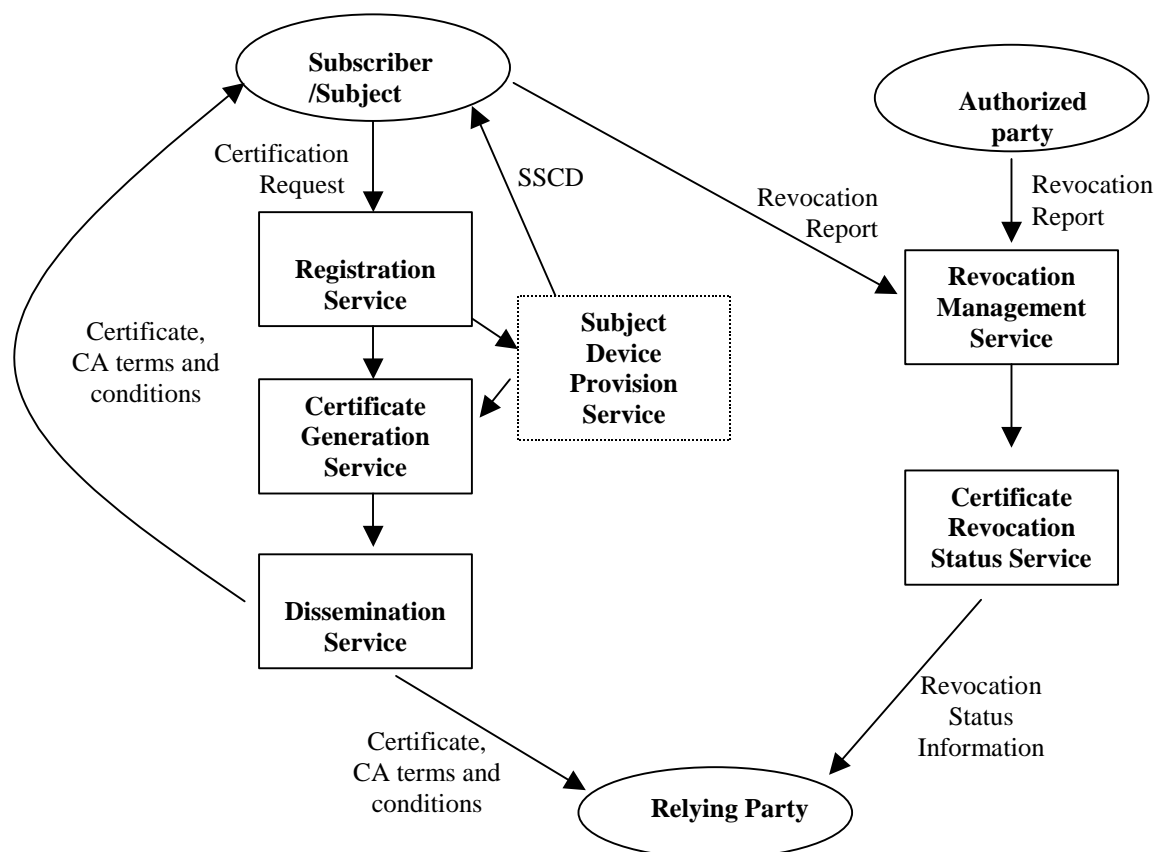 Subscriber
/Subject
Authorized
party
Certification
Request
SSCD
Revocation
Report
Revocation
Report
Registration
Service
Revocation
Management
Service
Subject
Device
Provision
Service
Certificate,
CA terms and
conditions
Certificate
Generation
Service
Certificate
Revocation
Status Service
Dissemination
Service
Revocation
Status
Information
Certificate,
CA terms and
conditions
Relying Party